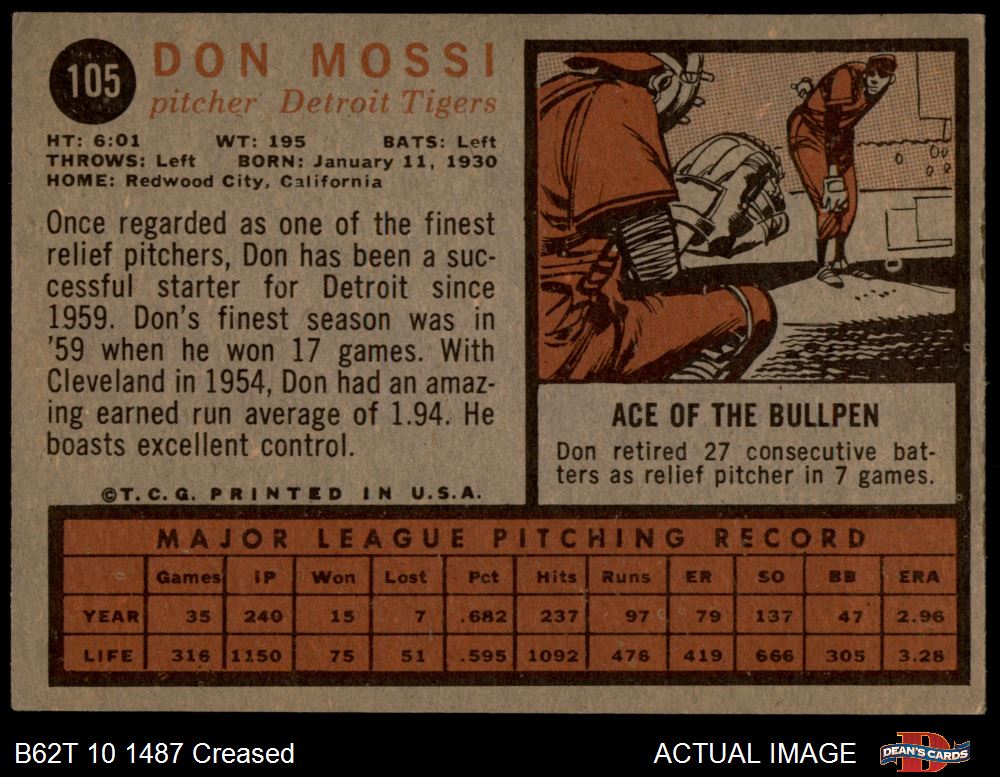 105
DON MOSSI
pitcher Detroit Tigers
HT: 6:01 WT: 195 BATS: Left
THROWS: Left BORN: January 11, 1930
HOME: Redwood City, California
Once regarded as one of the finest
relief pitchers, Don has been a suc-
cessful starter for Detroit since
1959. Don's finest season was in
'59 when he won 17 games. With
Cleveland in 1954, Don had an amaz-
ing earned run average of 1.94. He
boasts excellent control.
©T.C.G. PRINTED IN U.S.A.
ACE OF THE BULLPEN
Don retired 27 consecutive bat-
ters as relief pitcher in 7 games.
MAJOR LEAGUE PITCHING RECORD
Games IP Won Lost Pct Hits Runs ER SO BB ERA
YEAR 35 240 15 7 .682 237 97 79 137 47 2.96
LIFE 316 1150 75 51 .595 1092 476 419 666 305 3.28
B62T 10 1487 Creased
ACTUAL IMAGE
DEAN'S CARDS